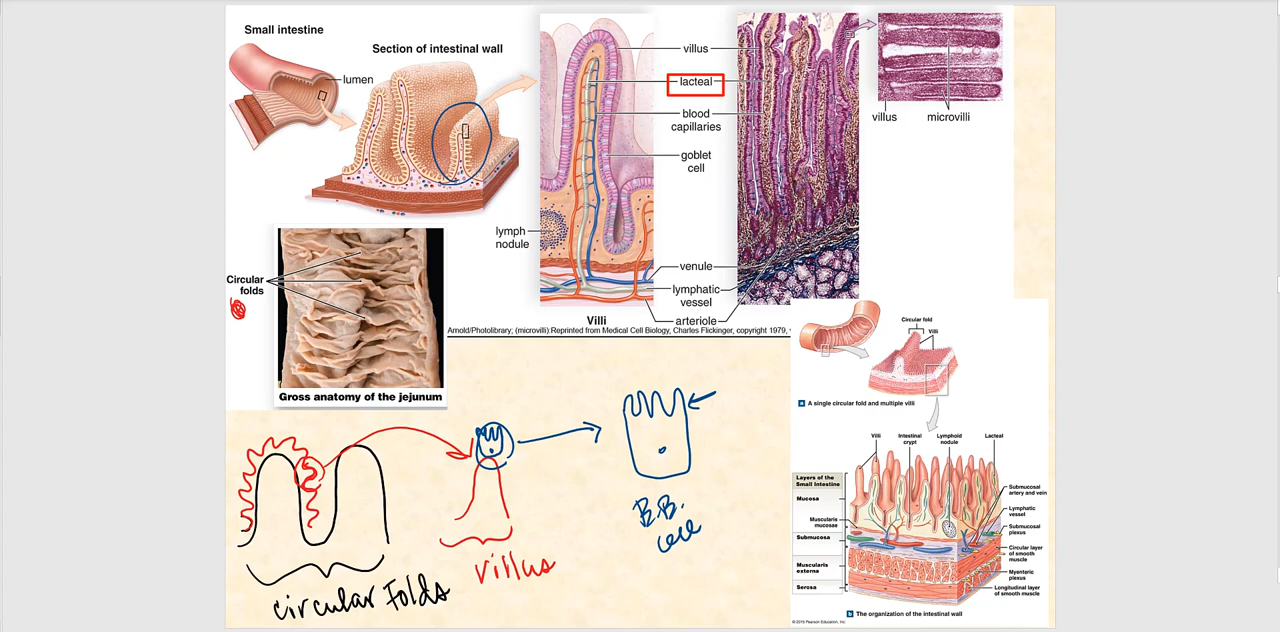 Small intestine
Section of intestinal wall
lumen
villus
lacteal
blood
capillaries
goblet
cell
villus
microvilli
lymph
nodule
venule
lymphatic
vessel
arteriole
Villi
Arnold/Photolibrary; (microvilli):Reprinted from Medical Cell Biology, Charles Flickinger, copyright 1979,
Circular
folds
Gross anatomy of the jejunum
Circular fold
Villi
a A single circular fold and multiple villi
Villi
Intestinal
crypt
Lymphoid
nodule
Lacteal
Layers of the
Small Intestine
Mucosa
Muscularis
mucosae
Submucosa
Muscularis
externa
Serosa
Submucosal
artery and vein
Lymphatic
vessel
Submucosal
plexus
Circular layer
of smooth
muscle
Myenteric
plexus
Longitudinal layer
of smooth muscle
b The organization of the intestinal wall
© 2015 Pearson Education, Inc.
circular folds
villus
B.B.
cell